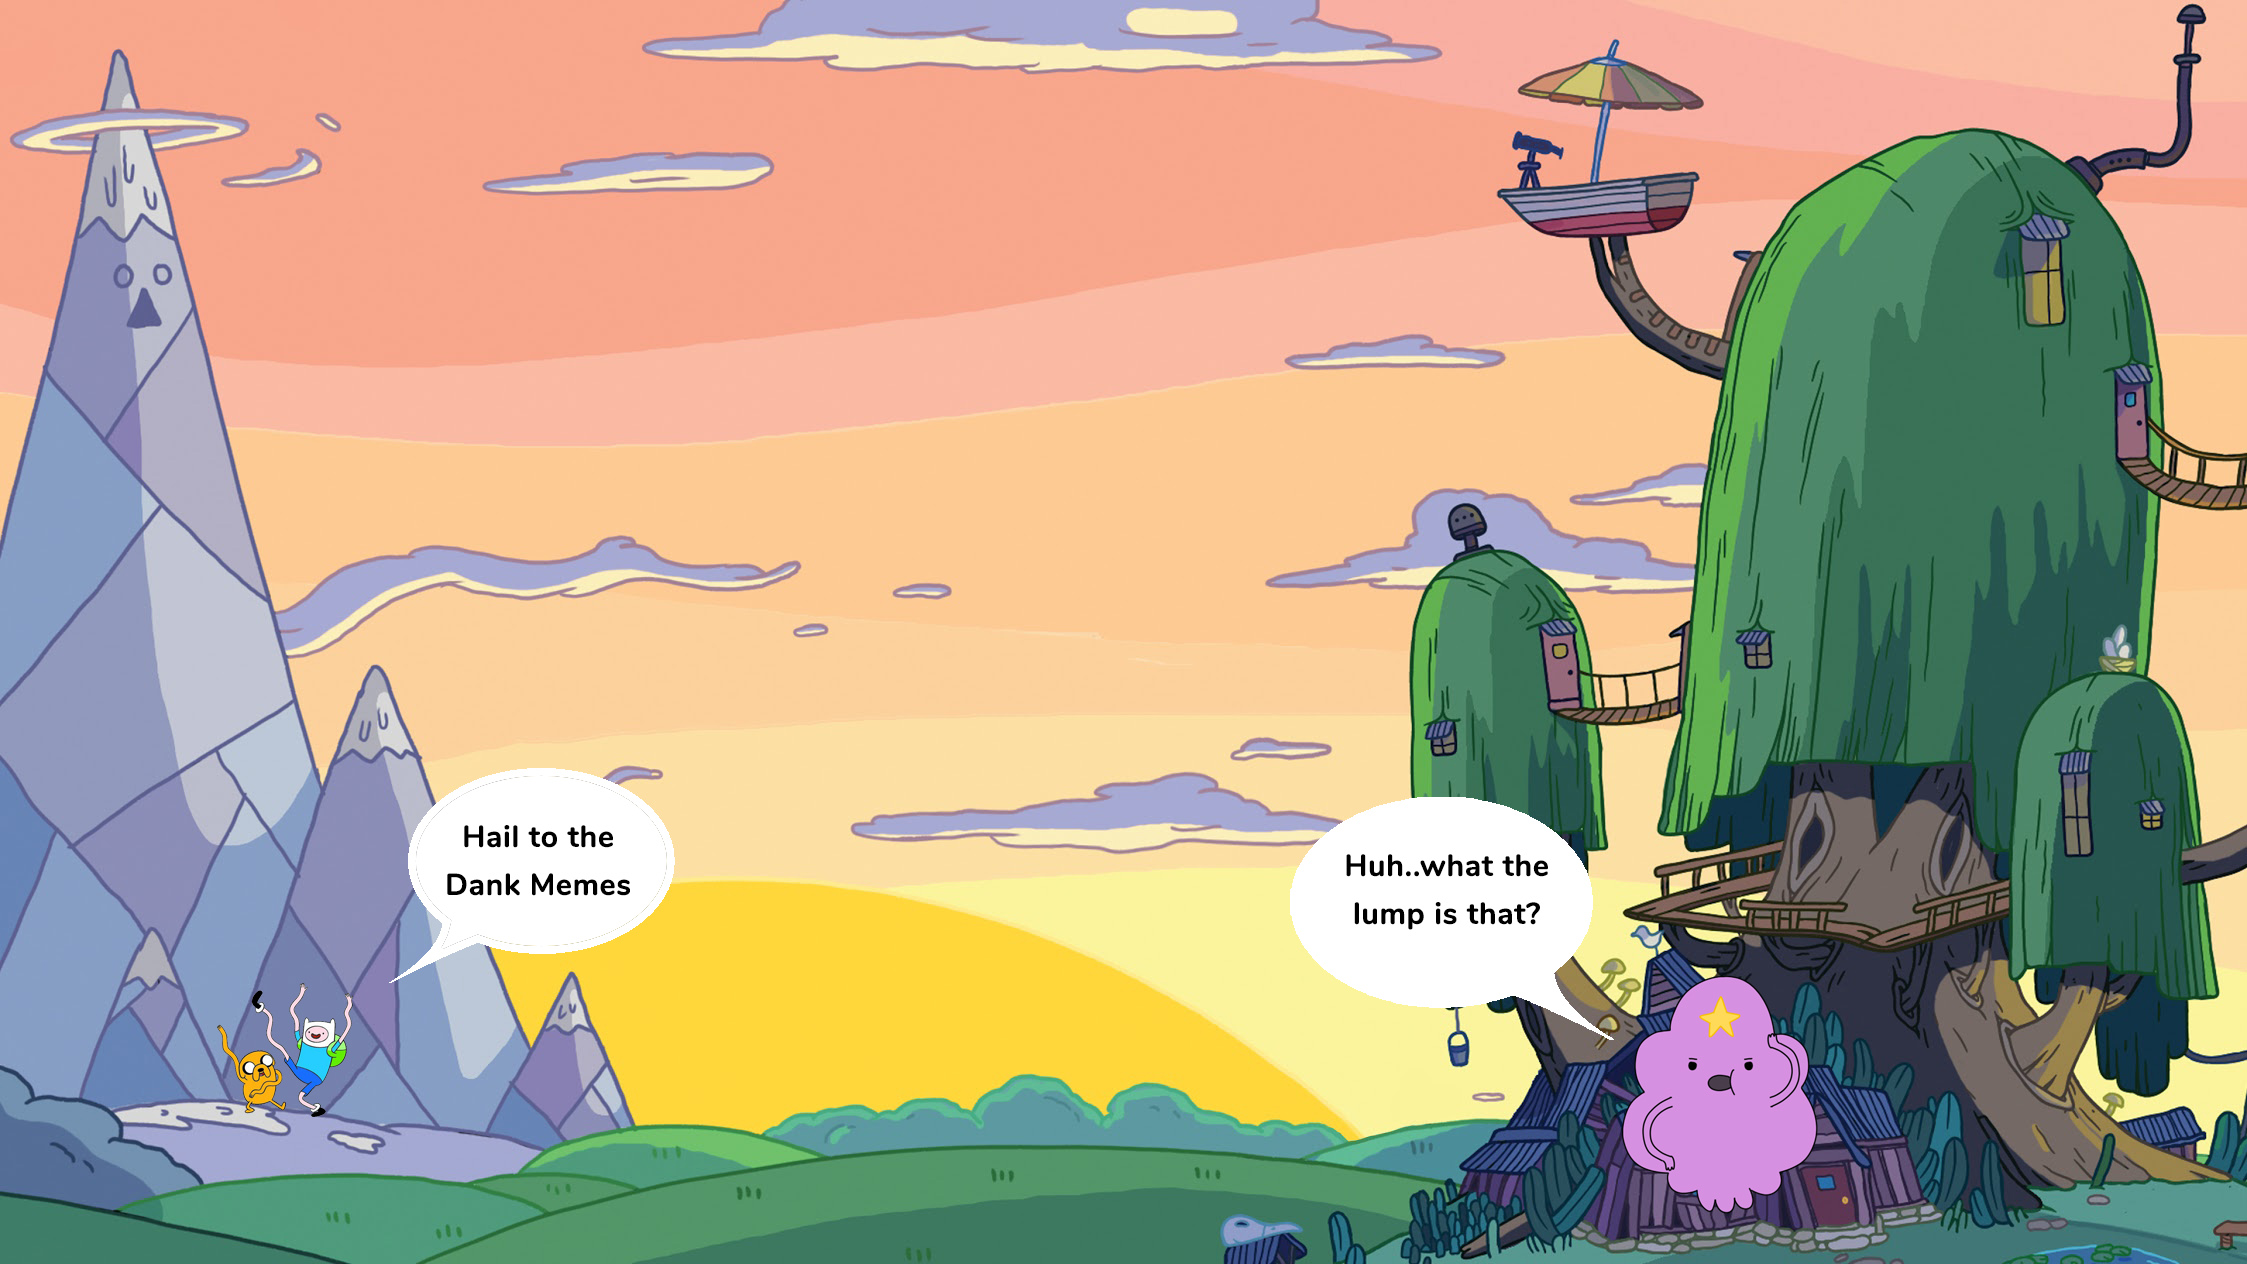 Hail to the
Dank Memes
Huh..what the
lump is that?